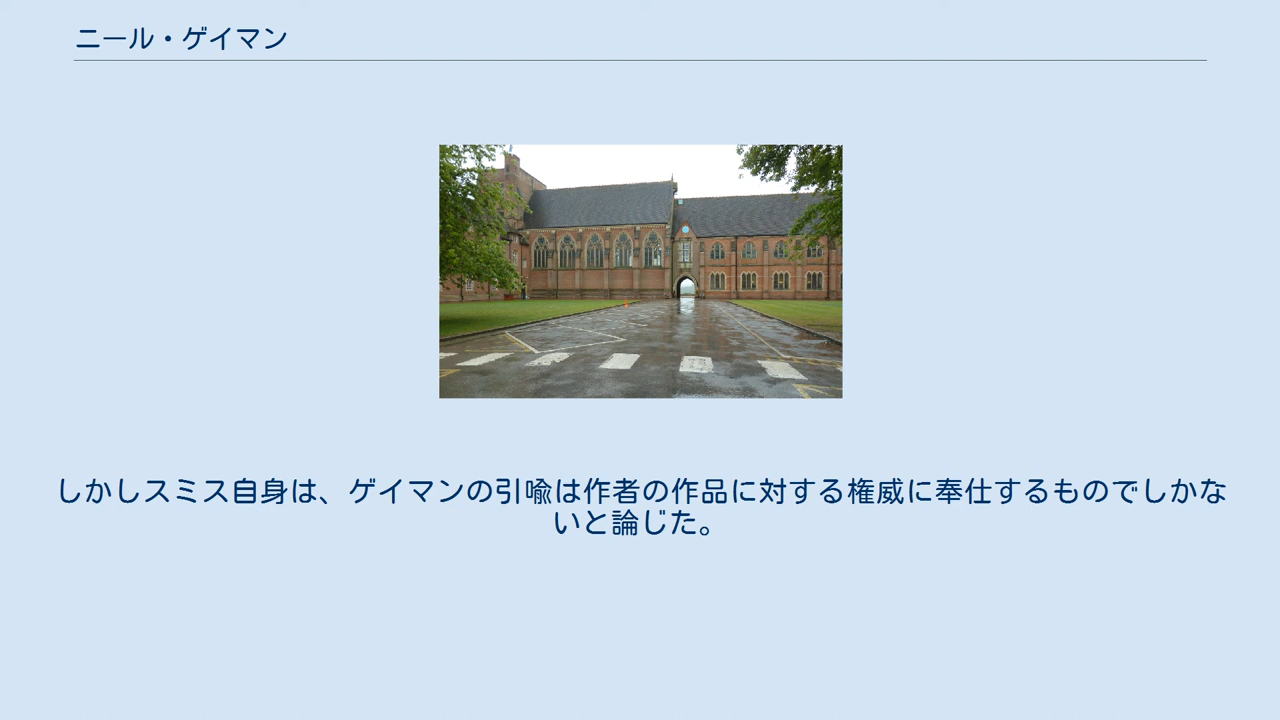 ニール・ゲイマン
しかしスミス自身は、ゲイマンの引喩は作者の作品に対する権威に奉仕するものでしかな
いと論じた。